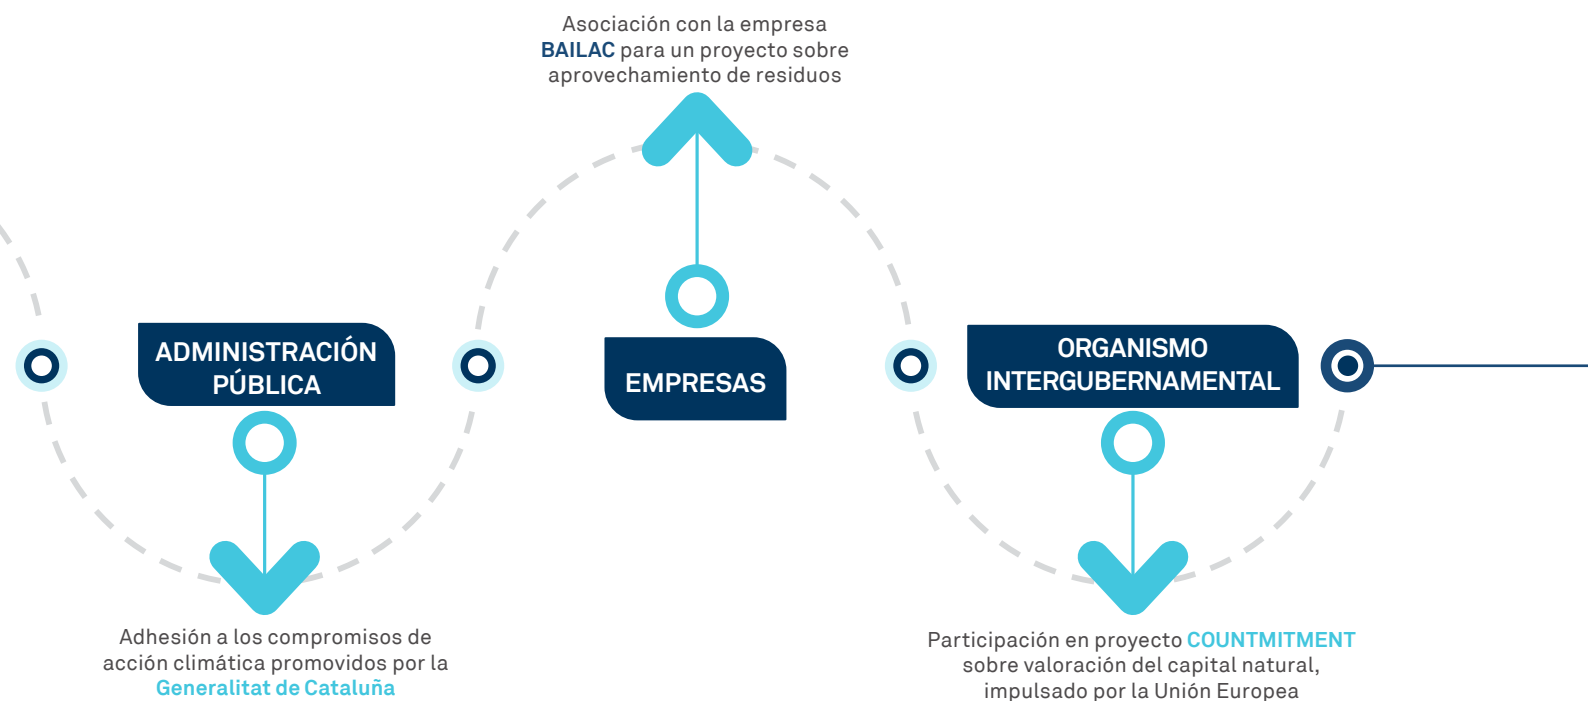 Asociación con la empresa
BAILAC para un proyecto sobre
aprovechamiento de residuos
ADMINISTRACIÓN
PÚBLICA
EMPRESAS
ORGANISMO
INTERGUBERNAMENTAL
Adhesión a los compromisos de
acción climática promovidos por la
Generalitat de Cataluña
Participación en proyecto COUNTMITMENT
sobre valoración del capital natural,
impulsado por la Unión Europea